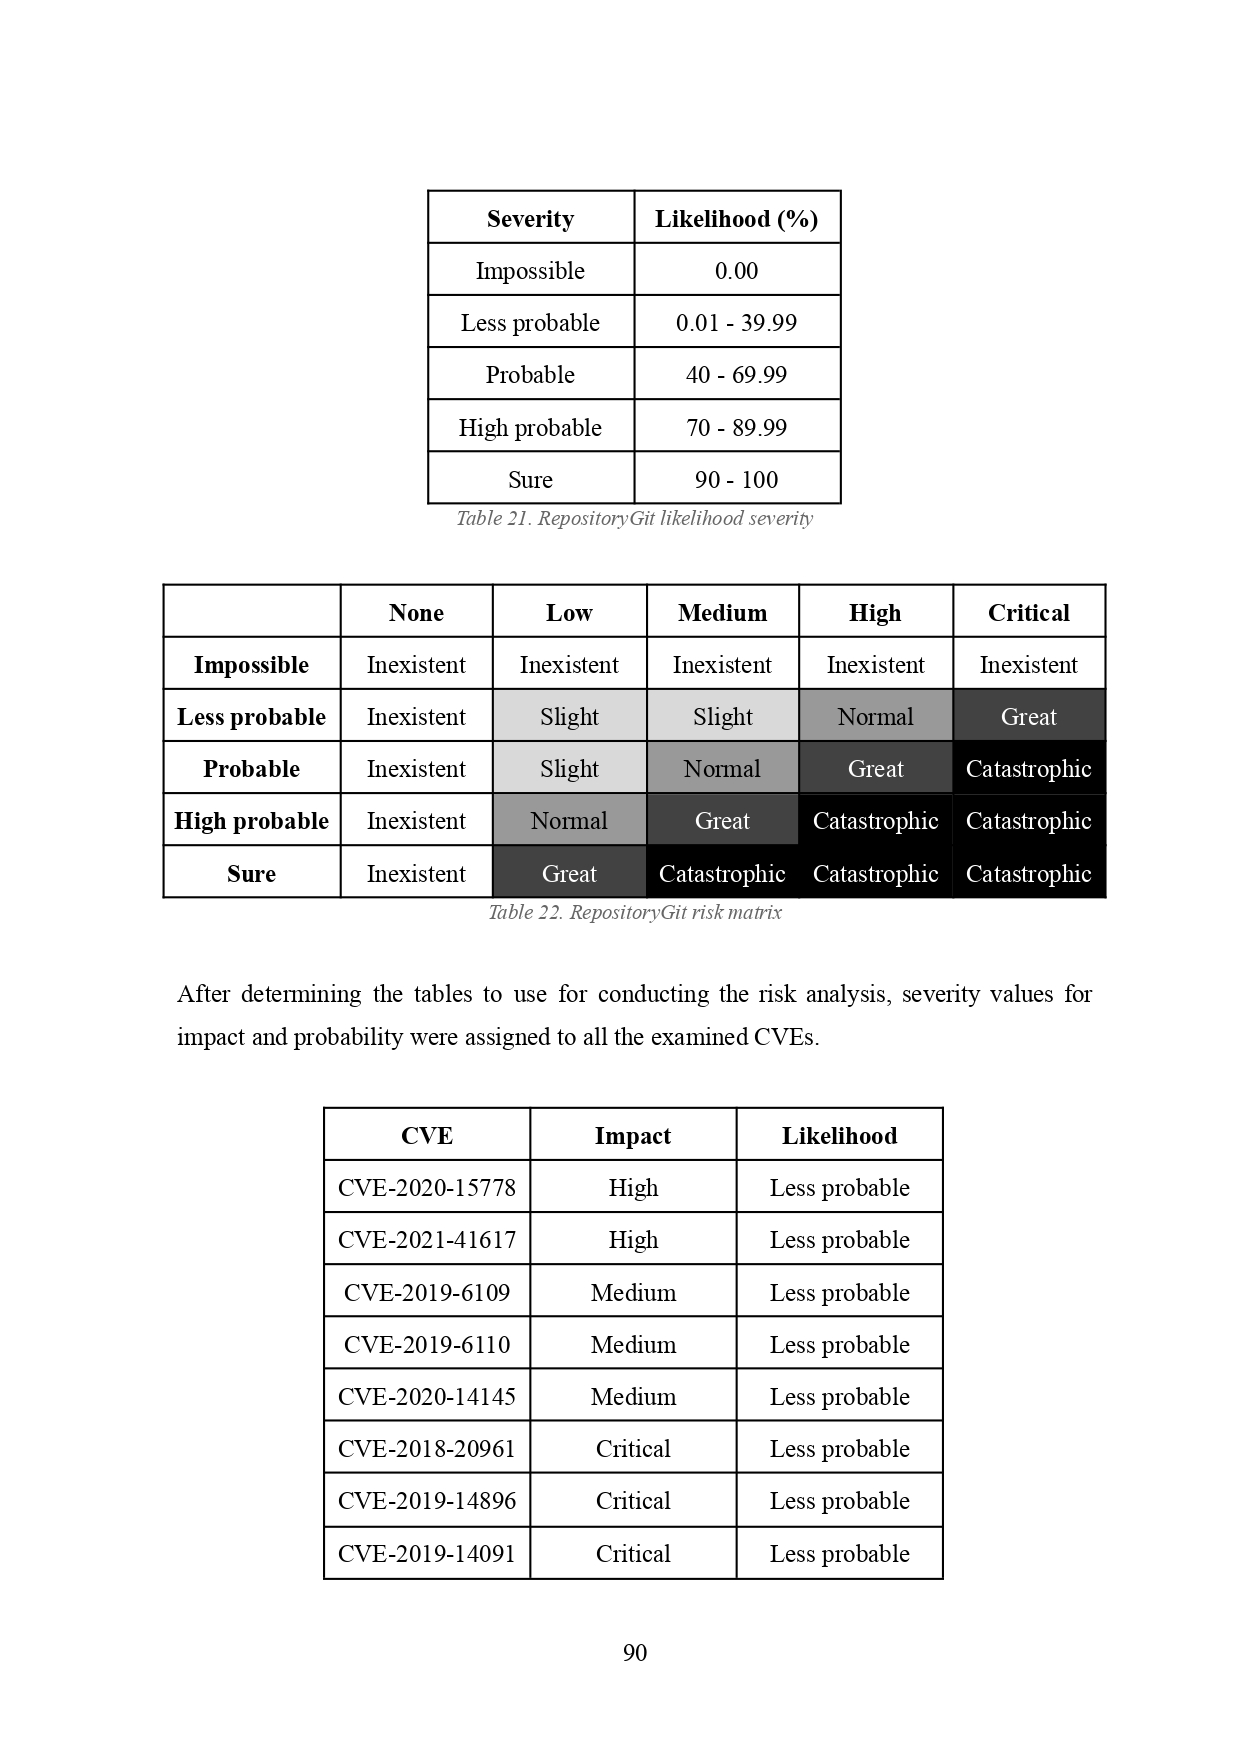 Severity Likelihood (%)
Impossible 0.00
Less probable 0.01 - 39.99
Probable 40 - 69.99
High probable 70 - 89.99
Sure 90 - 100
Table 21. RepositoryGit likelihood severity
None Low Medium High Critical
Impossible Inexistent Inexistent Inexistent Inexistent Inexistent
Less probable Inexistent Slight Slight Normal Great
Probable Inexistent Slight Normal Great Catastrophic
High probable Inexistent Normal Great Catastrophic Catastrophic
Sure Inexistent Great Catastrophic Catastrophic Catastrophic
Table 22. RepositoryGit risk matrix
After determining the tables to use for conducting the risk analysis, severity values for
impact and probability were assigned to all the examined CVEs.
CVE Impact Likelihood
CVE-2020-15778 High Less probable
CVE-2021-41617 High Less probable
CVE-2019-6109 Medium Less probable
CVE-2019-6110 Medium Less probable
CVE-2020-14145 Medium Less probable
CVE-2018-20961 Critical Less probable
CVE-2019-14896 Critical Less probable
CVE-2019-14091 Critical Less probable
90